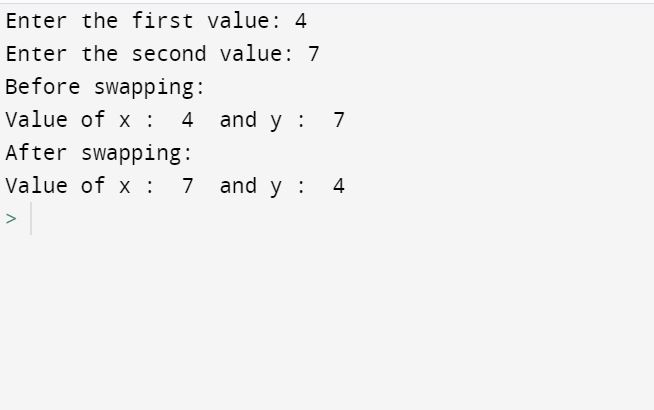 Enter the first value: 4
Enter the second value: 7
Before swapping:
Value of x :  4  and y :  7
After swapping:
Value of x :  7  and y :  4
>